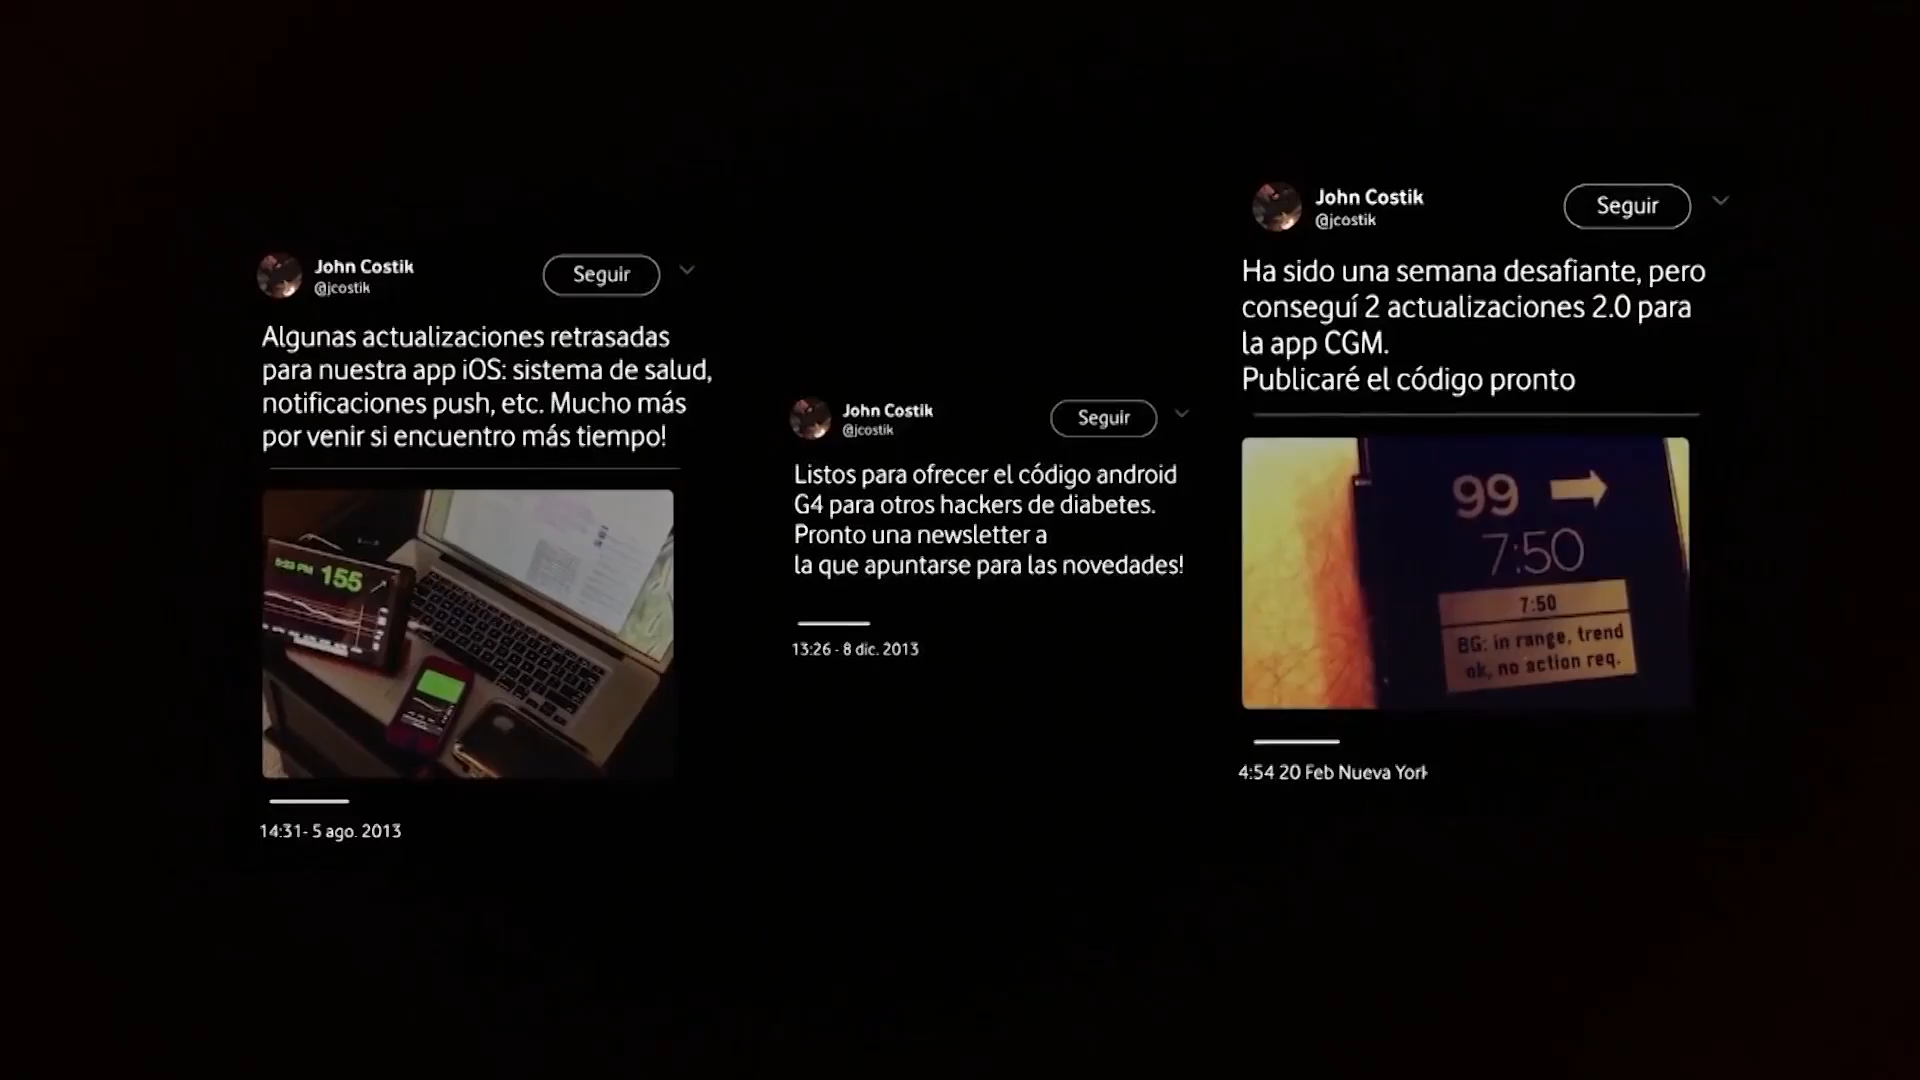 John Costik
@jcostik
Seguir
Algunas actualizaciones retrasadas
para nuestra app iOS: sistema de salud,
notificaciones push, etc. Mucho más
por venir si encuentro más tiempo!
5:23 PM 155
14:31- 5 ago. 2013
John Costik
@jcostik
Seguir
Listos para ofrecer el código android
G4 para otros hackers de diabetes.
Pronto una newsletter a
la que apuntarse para las novedades!
13:26 - 8 dic. 2013
John Costik
@jcostik
Seguir
Ha sido una semana desafiante, pero
conseguí 2 actualizaciones 2.0 para
la app CGM.
Publicaré el código pronto
99
7:50
7:50
BG: in range, trend
ok, no action req.
4:54 20 Feb Nueva York